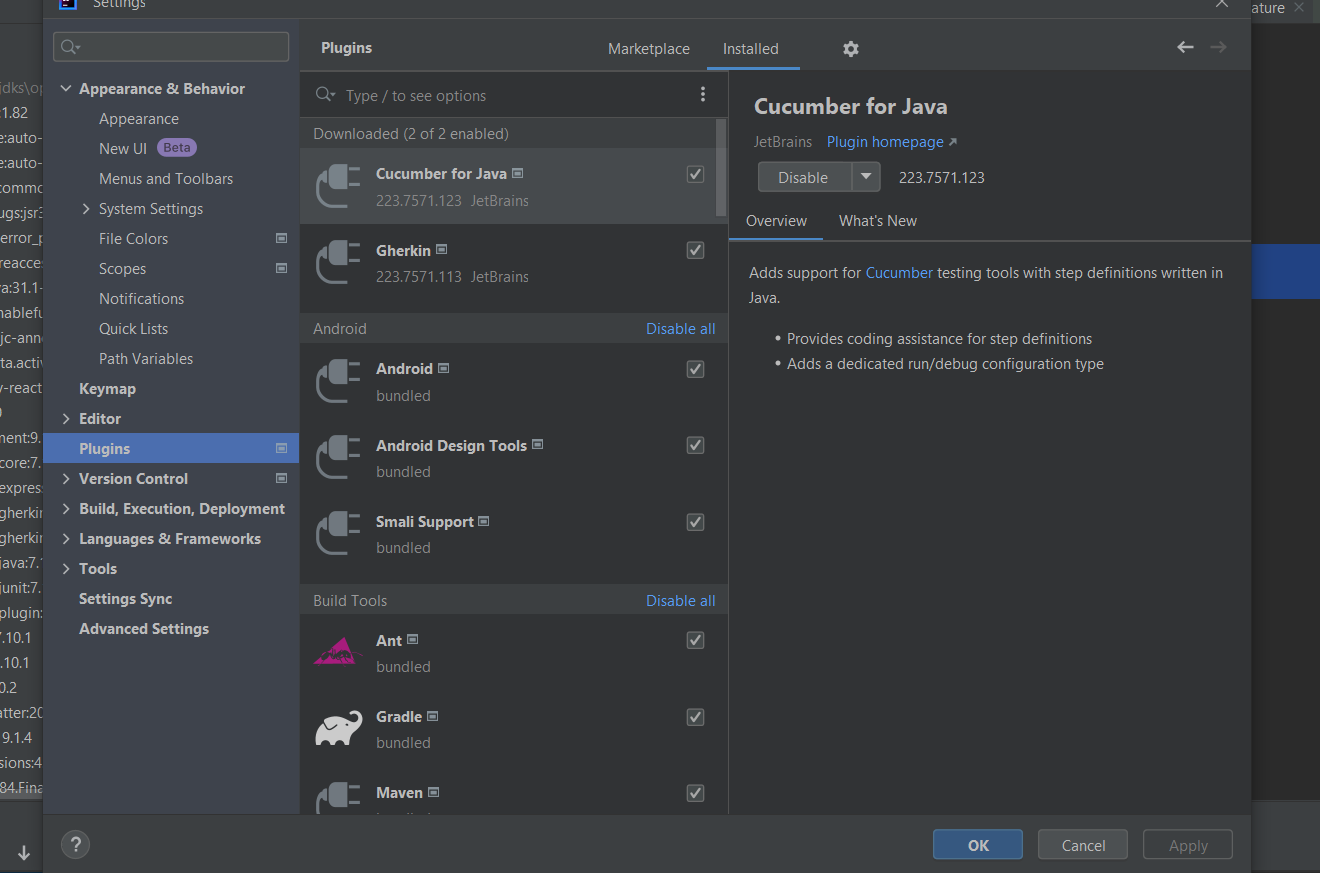 Settings
ature
Plugins
Marketplace
Installed
Appearance & Behavior
Appearance
New UI Beta
Menus and Toolbars
System Settings
File Colors
Scopes
Notifications
Quick Lists
Path Variables
Keymap
Editor
Plugins
Version Control
Build, Execution, Deployment
Languages & Frameworks
Tools
Settings Sync
Advanced Settings
Type / to see options
Downloaded (2 of 2 enabled)
Cucumber for Java
223.7571.123 JetBrains
Gherkin
223.7571.113 JetBrains
Android Disable all
Android
bundled
Android Design Tools
bundled
Smali Support
bundled
Build Tools Disable all
Ant
bundled
Gradle
bundled
Maven
Cucumber for Java
JetBrains Plugin homepage
Disable 223.7571.123
Overview What's New
Adds support for Cucumber testing tools with step definitions written in
Java.
• Provides coding assistance for step definitions
• Adds a dedicated run/debug configuration type
?
OK
Cancel
Apply
jdks\op
:1.82
e:auto-
e:auto-
commo
ugs:jsr3
error_p
reacces
va:31.1-
nablefu
jc-anno
ta.activ
y-react
ment:9.
core:7.
express
gherkin
gherkin
java:7.1
junit:7.
plugin:
7.10.1
.10.1
0.2
atter:20
9.1.4
sions:4
84.Fina